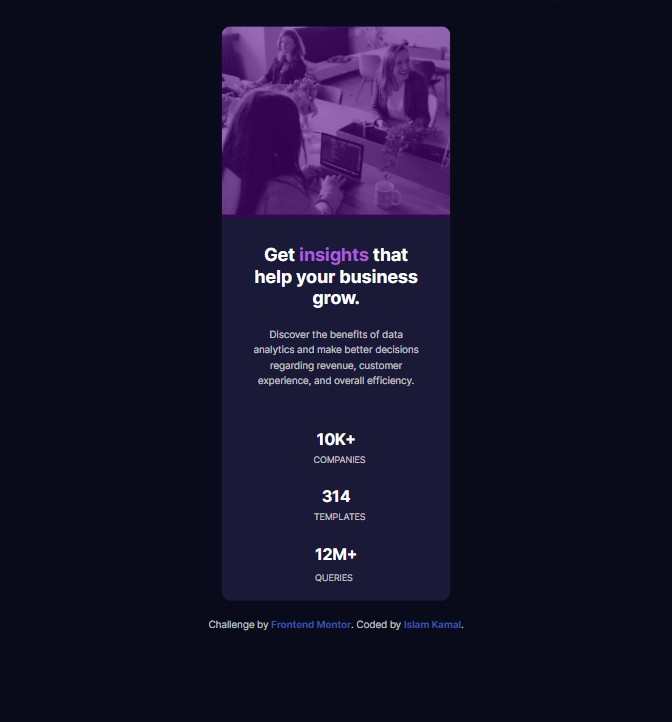 Get insights that
help your business
grow.
Discover the benefits of data
analytics and make better decisions
regarding revenue, customer
experience, and overall efficiency.
10K+
COMPANIES
314
TEMPLATES
12M+
QUERIES
Challenge by Frontend Mentor. Coded by Islam Kamal.